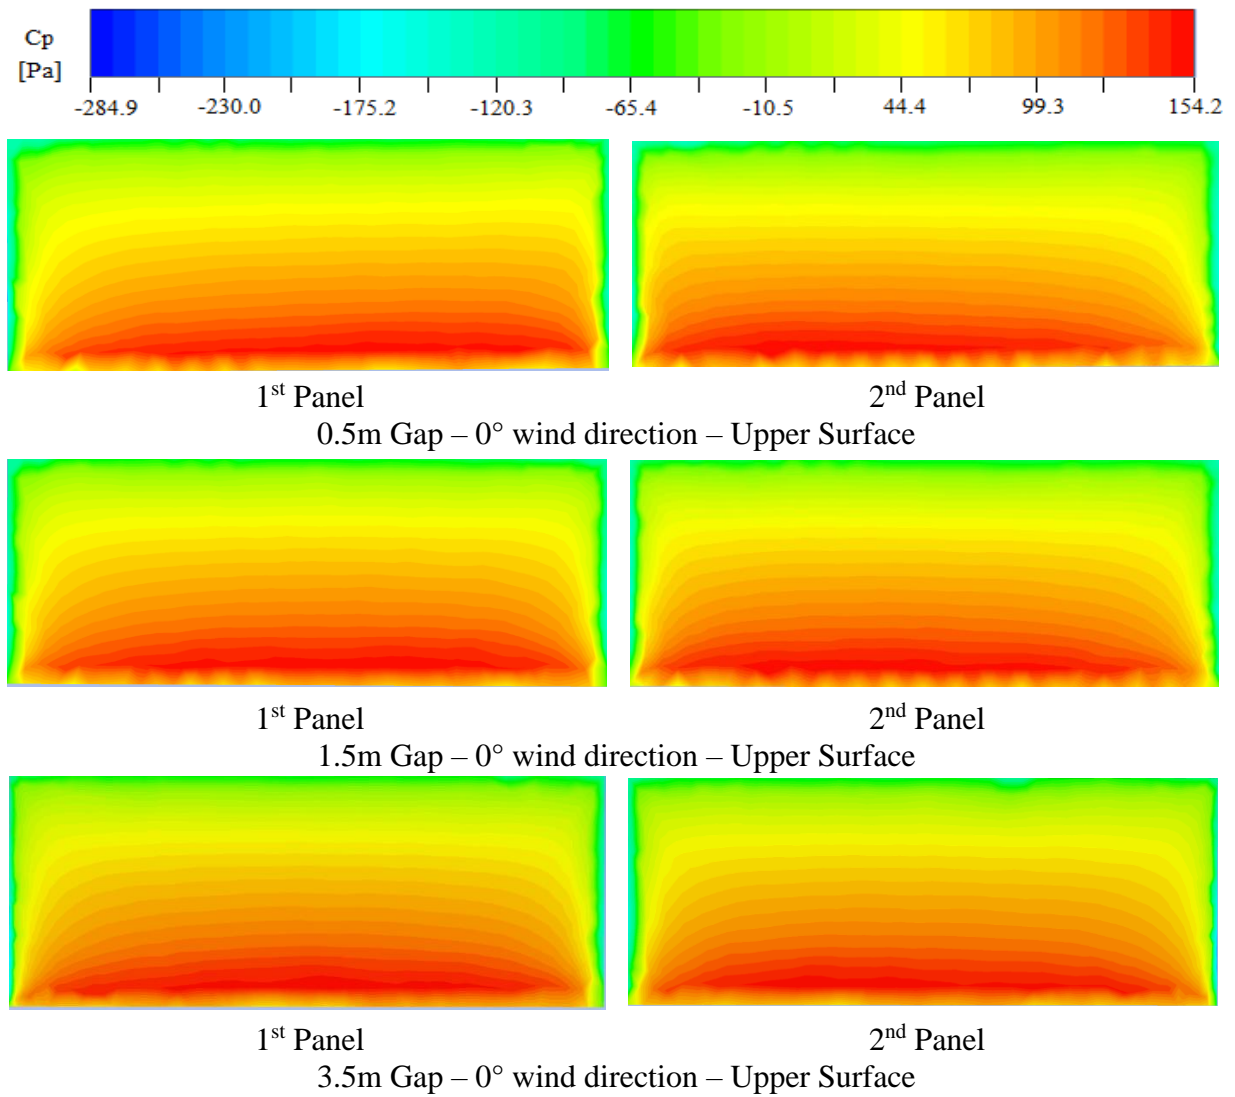 Cp
[Pa]
-284.9 -230.0 -175.2 -120.3 -65.4 -10.5 44.4 99.3 154.2
1st Panel 2nd Panel
0.5m Gap – 0° wind direction – Upper Surface
1st Panel 2nd Panel
1.5m Gap – 0° wind direction – Upper Surface
1st Panel 2nd Panel
3.5m Gap – 0° wind direction – Upper Surface